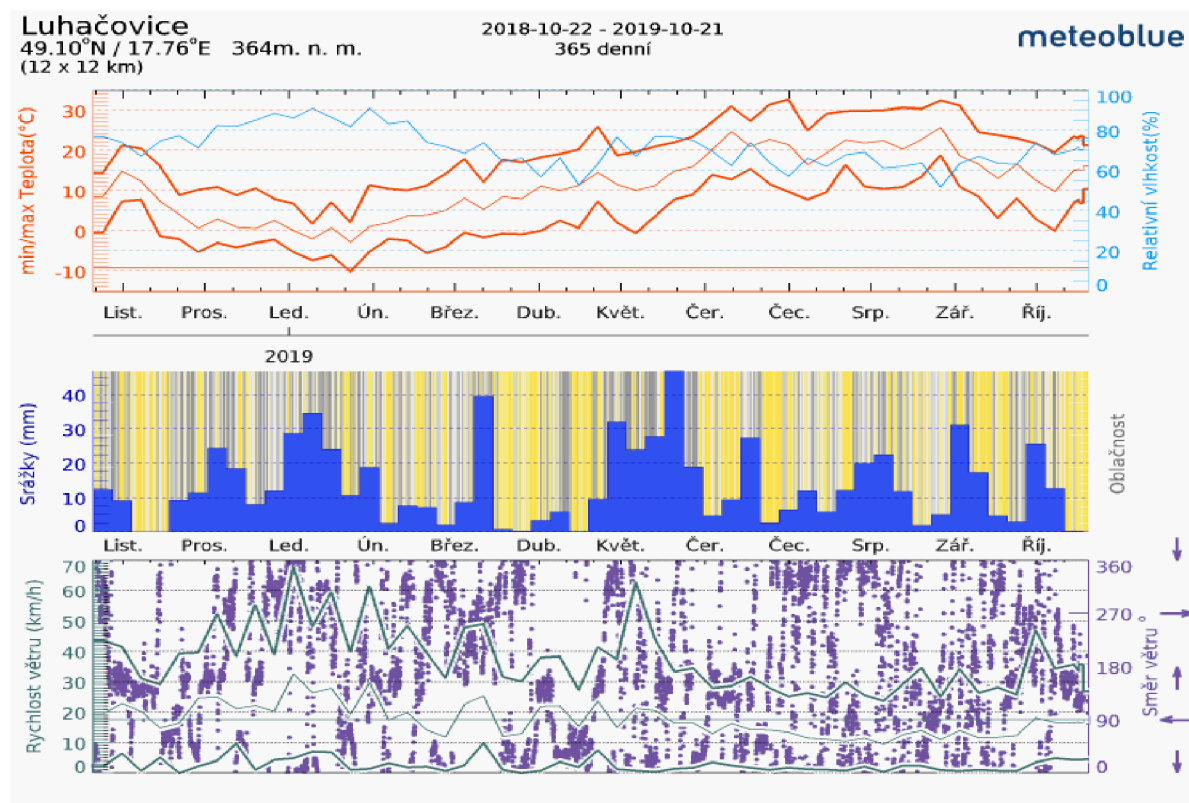 Luhačovice
49.10°N / 17.76°E 364m. n. m.
(12 x 12 km)
2018-10-22 - 2019-10-21
365 denní
meteoblue
min/max Teplota(°C)
30
20
10
0
-10
100
80
60
40
20
0
Relativní vlhkost(%)
List. Pros. Led. Ún. Břez. Dub. Květ. Čer. Čec. Srp. Zář. Říj.
2019
Srážky (mm)
40
30
20
10
0
Oblačnost
List. Pros. Led. Ún. Břez. Dub. Květ. Čer. Čec. Srp. Zář. Říj.
Rychlost větru (km/h)
70
60
50
40
30
20
10
0
360
270
180
90
0
Směr větru °